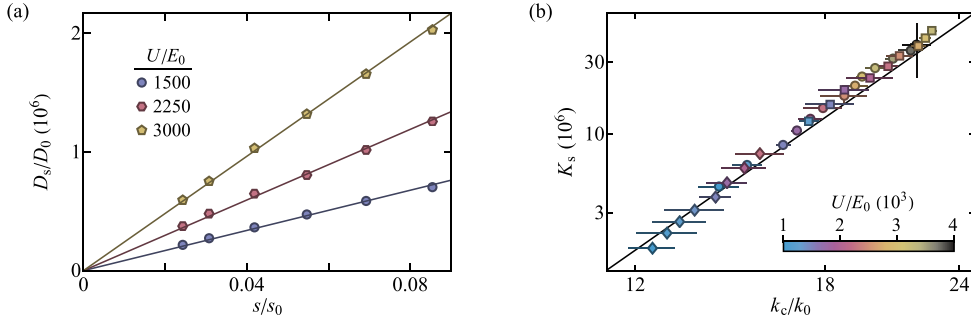 (a)
2
1
0
D_s/D_0 (10^6)
U/E_0
1500
2250
3000
0
0.04
0.08
s/s_0
(b)
30
10
3
K_s (10^6)
U/E_0 (10^3)
1 2 3 4
12 18 24
k_c/k_0